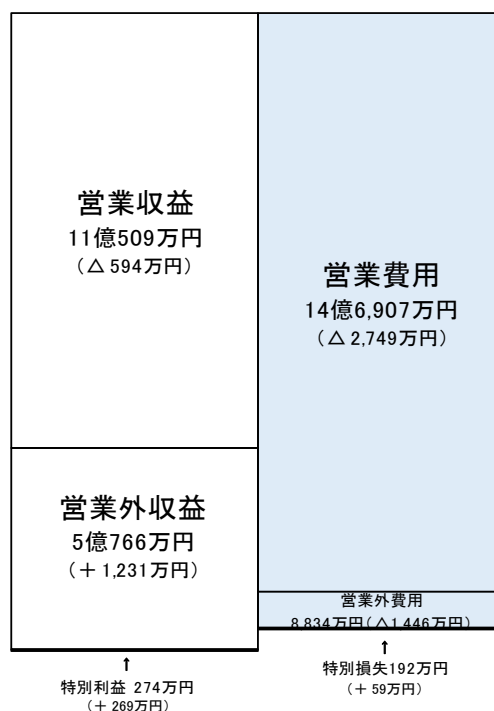 営業収益
11億509万円
（△ 594万円）
営業外収益
5億766万円
（＋ 1,231万円）
↑
特別利益 274万円
（＋ 269万円）
営業費用
14億6,907万円
（△ 2,749万円）
営業外費用
8,834万円(△1,446万円)
↑
特別損失192万円
（＋ 59万円）